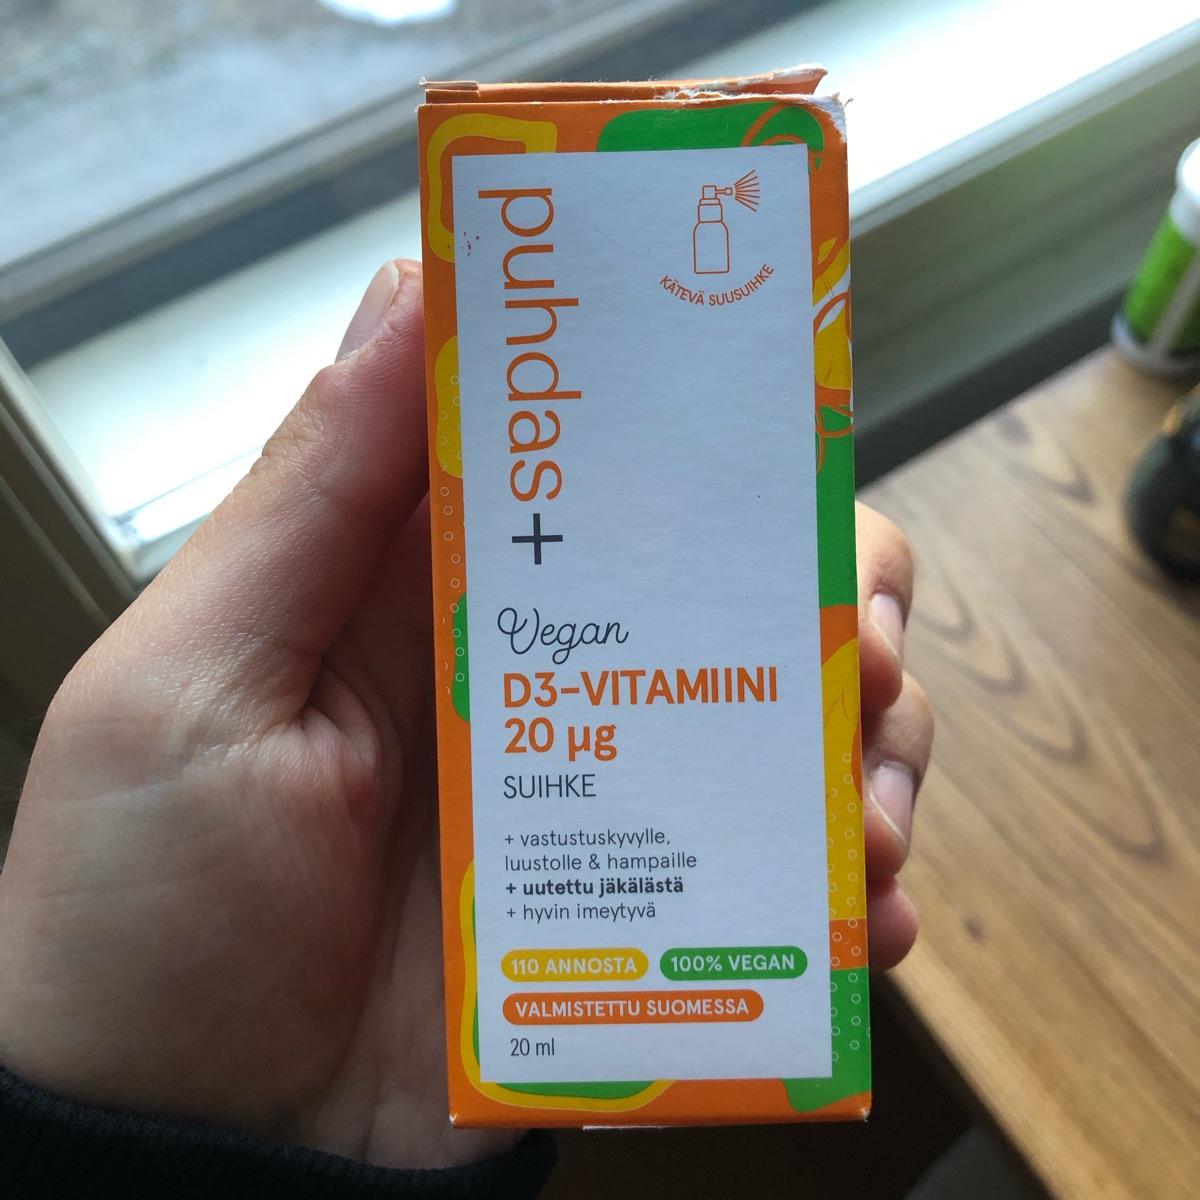 puhdas+
KÄTEVÄ SUUSUIHKE
Vegan
D3-VITAMIINI
20 µg
SUIHKE
+ vastustuskyvylle,
luustolle & hampaille
+ uutettu jäkälästä
+ hyvin imeytyvä
110 ANNOSTA
100% VEGAN
VALMISTETTU SUOMESSA
20 ml